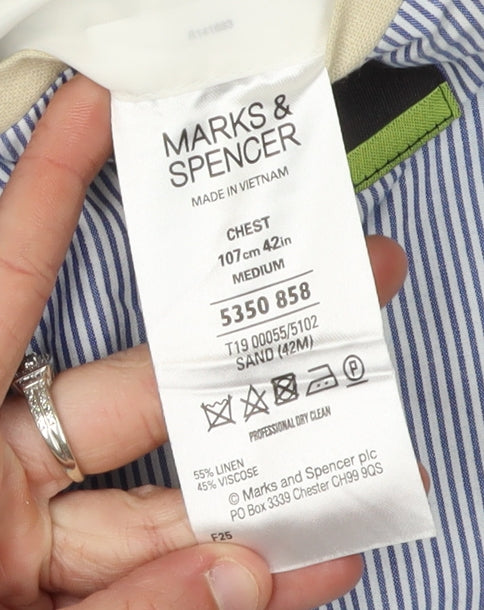 MARKS &
SPENCER
MADE IN VIETNAM
CHEST
107cm 42in
MEDIUM
5350 858
T19 00055/5102
SAND (42M)
P
PROFESSIONAL DRY CLEAN
55% LINEN
45% VISCOSE
© Marks and Spencer plc
PO Box 3339 Chester CH99 9QS
F25